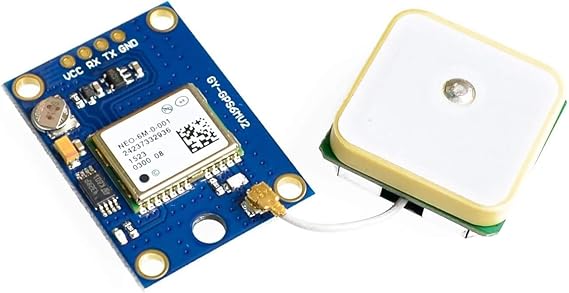 VCC RX TX GND
GY-GPS6MV2
NEO-6M-0-001
24237332936
1523
0300 08